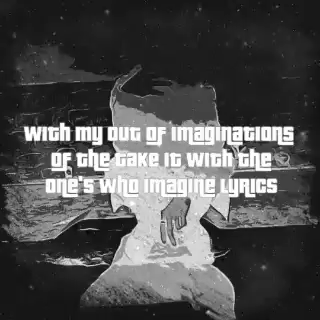 with my out of imaginations
of the take it with the
one's who imagine lyrics